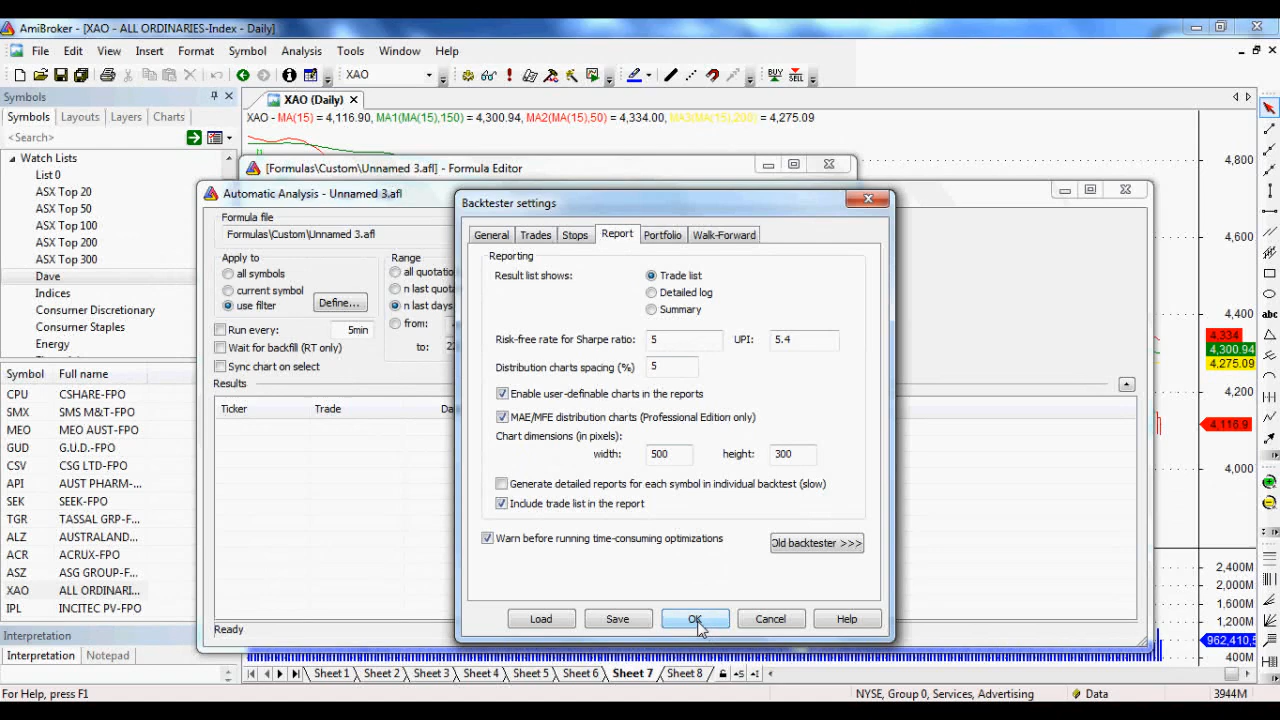 AmiBroker - [XAO - ALL ORDINARIES-Index - Daily]
File Edit View Insert Format Symbol Analysis Tools Window Help
XAO
BUY SELL
Symbols
XAO (Daily)
Symbols Layouts Layers Charts
XAO - MA(15) = 4,116.90, MA1(MA(15),150) = 4,300.94, MA2(MA(15),50) = 4,334.00, MA3(MA(15),200) = 4,275.09
<Search>
Watch Lists
List 0
ASX Top 20
ASX Top 50
ASX Top 100
ASX Top 200
ASX Top 300
Dave
Indices
Consumer Discretionary
Consumer Staples
Energy
Symbol Full name
CPU CSHARE-FPO
SMX SMS M&T-FPO
MEO MEO AUST-FPO
GUD G.U.D.-FPO
CSV CSG LTD-FPO
API AUST PHARM-...
SEK SEEK-FPO
TGR TASSAL GRP-F...
ALZ AUSTRALAND...
ACR ACRUX-FPO
ASZ ASG GROUP-F...
XAO ALL ORDINARI...
IPL INCITEC PV-FPO
Interpretation
Interpretation Notepad
[Formulas\Custom\Unnamed 3.afl] - Formula Editor
Automatic Analysis - Unnamed 3.afl
Formula file
Formulas\Custom\Unnamed 3.afl
Apply to
all symbols
current symbol
use filter
Define...
Range
all quotation
n last quota
n last days
from:
to:
Run every: 5min
Wait for backfill (RT only)
Sync chart on select
Results
Ticker Trade Da
Ready
Backtester settings
General Trades Stops Report Portfolio Walk-Forward
Reporting
Result list shows:
Trade list
Detailed log
Summary
Risk-free rate for Sharpe ratio: 5 UPI: 5.4
Distribution charts spacing (%) 5
Enable user-definable charts in the reports
MAE/MFE distribution charts (Professional Edition only)
Chart dimensions (in pixels):
width: 500 height: 300
Generate detailed reports for each symbol in individual backtest (slow)
Include trade list in the report
Warn before running time-consuming optimizations
Old backtester >>>
Load Save OK Cancel Help
4,800
4,600
4,400
4,334
4,300.94
4,275.09
4,200
4,116.9
4,000
2,400M
2,000M
1,600M
1,200M
962,410,5
400M
abc
Sheet 1 Sheet 2 Sheet 3 Sheet 4 Sheet 5 Sheet 6 Sheet 7 Sheet 8
For Help, press F1
NYSE, Group 0, Services, Advertising
Data
3944M